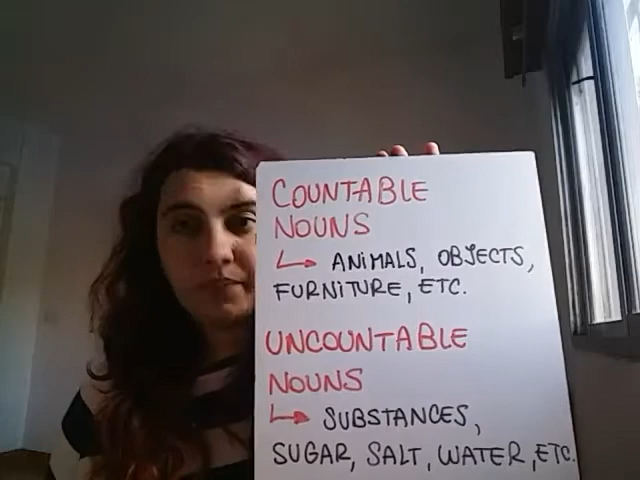 COUNTABLE
NOUNS
↳ ANIMALS, OBJECTS,
FURNITURE, ETC.
UNCOUNTABLE
NOUNS
↳ SUBSTANCES,
SUGAR, SALT, WATER, ETC.